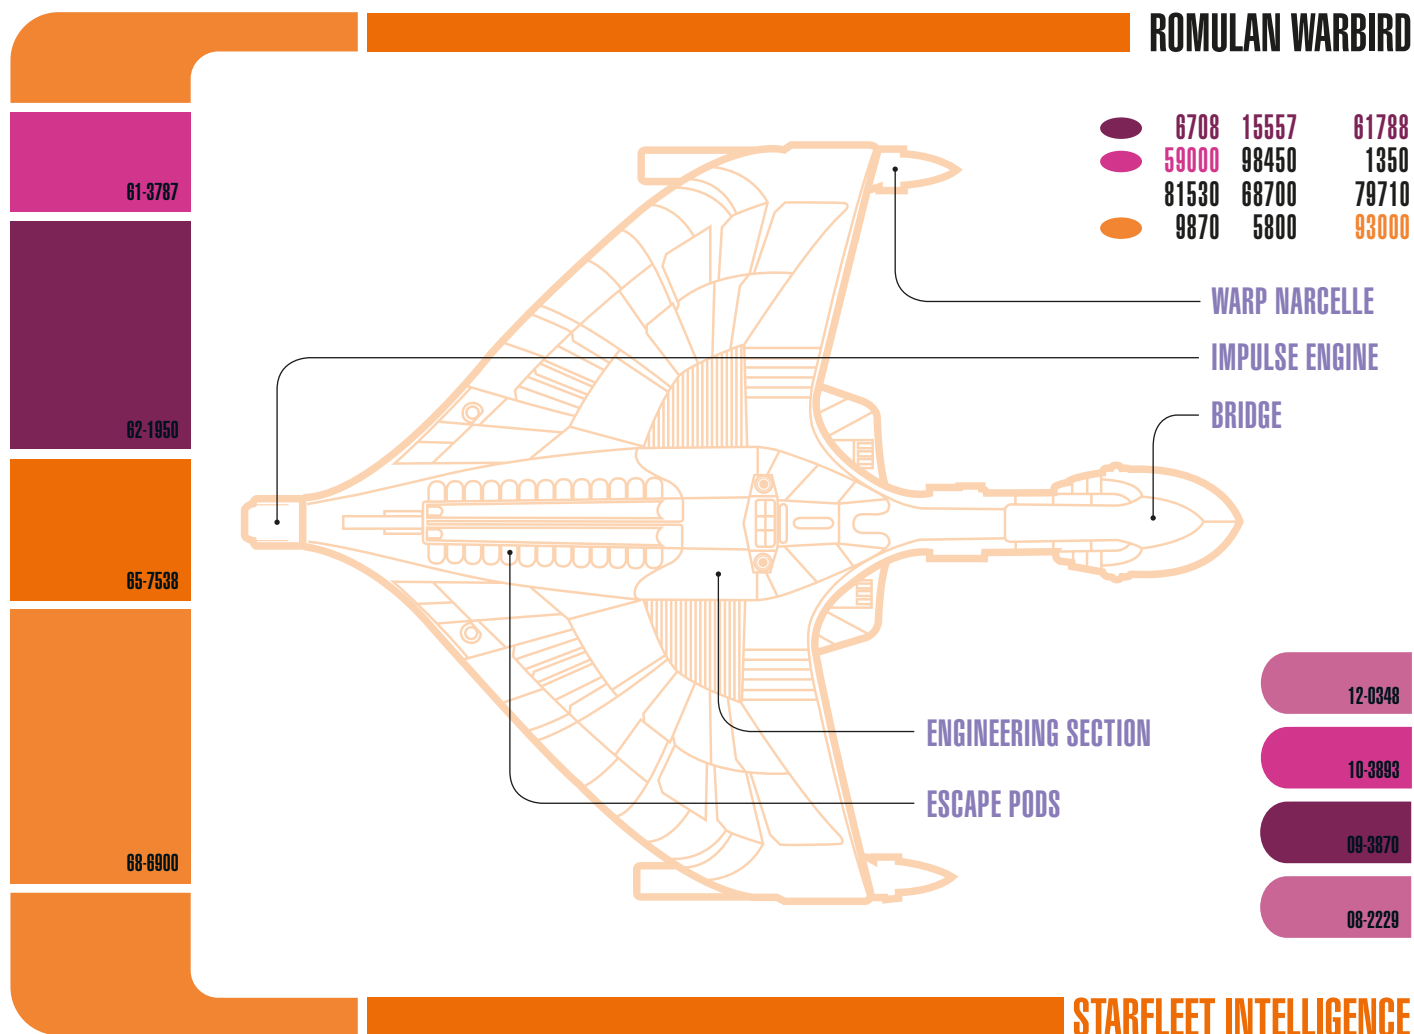 ROMULAN WARBIRD
6708 15557 61788
59000 98450 1350
81530 68700 79710
9870 5800 93000
61-3787
62-1950
65-7538
68-6900
WARP NARCELLE
IMPULSE ENGINE
BRIDGE
ENGINEERING SECTION
ESCAPE PODS
12-0348
10-3893
09-3870
08-2229
STARFLEET INTELLIGENCE